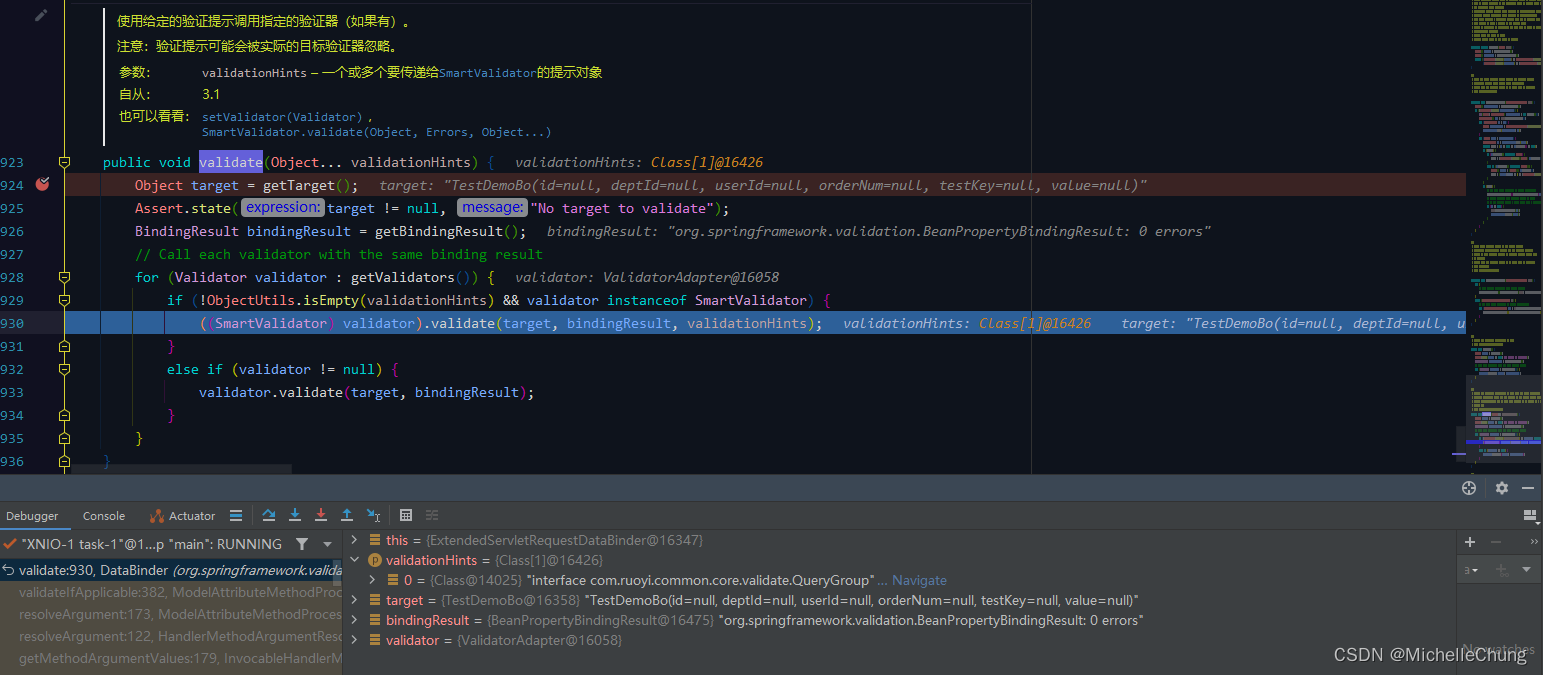 使用给定的验证提示调用指定的验证器（如果有）。
注意：验证提示可能会被实际的目标验证器忽略。
参数： validationHints – 一个或多个要传递给SmartValidator的提示对象
自从： 3.1
也可以看看： setValidator(Validator) ,
SmartValidator.validate(Object, Errors, Object...)
923 public void validate(Object... validationHints) { validationHints: Class[1]@16426
924 Object target = getTarget(); target: "TestDemoBo(id=null, deptId=null, userId=null, orderNum=null, testKey=null, value=null)"
925 Assert.state( expression: target != null, message: "No target to validate");
926 BindingResult bindingResult = getBindingResult(); bindingResult: "org.springframework.validation.BeanPropertyBindingResult: 0 errors"
927 // Call each validator with the same binding result
928 for (Validator validator : getValidators()) { validator: ValidatorAdapter@16058
929 if (!ObjectUtils.isEmpty(validationHints) && validator instanceof SmartValidator) {
930 ((SmartValidator) validator).validate(target, bindingResult, validationHints); validationHints: Class[1]@16426 target: "TestDemoBo(id=null, deptId=null, u
931 }
932 else if (validator != null) {
933 validator.validate(target, bindingResult);
934 }
935 }
936 }
Debugger Console Actuator
"XNIO-1 task-1"@1...p "main": RUNNING
validate:930, DataBinder (org.springframework.valida
validateIfApplicable:382, ModelAttributeMethodProc
resolveArgument:173, ModelAttributeMethodProces
resolveArgument:122, HandlerMethodArgumentReso
getMethodArgumentValues:179, InvocableHandlerM
this = {ExtendedServletRequestDataBinder@16347}
validationHints = {Class[1]@16426}
0 = {Class@14025} "interface com.ruoyi.common.core.validate.QueryGroup"... Navigate
target = {TestDemoBo@16358} "TestDemoBo(id=null, deptId=null, userId=null, orderNum=null, testKey=null, value=null)"
bindingResult = {BeanPropertyBindingResult@16475} "org.springframework.validation.BeanPropertyBindingResult: 0 errors"
validator = {ValidatorAdapter@16058}
3
No watches
CSDN @MichelleChung